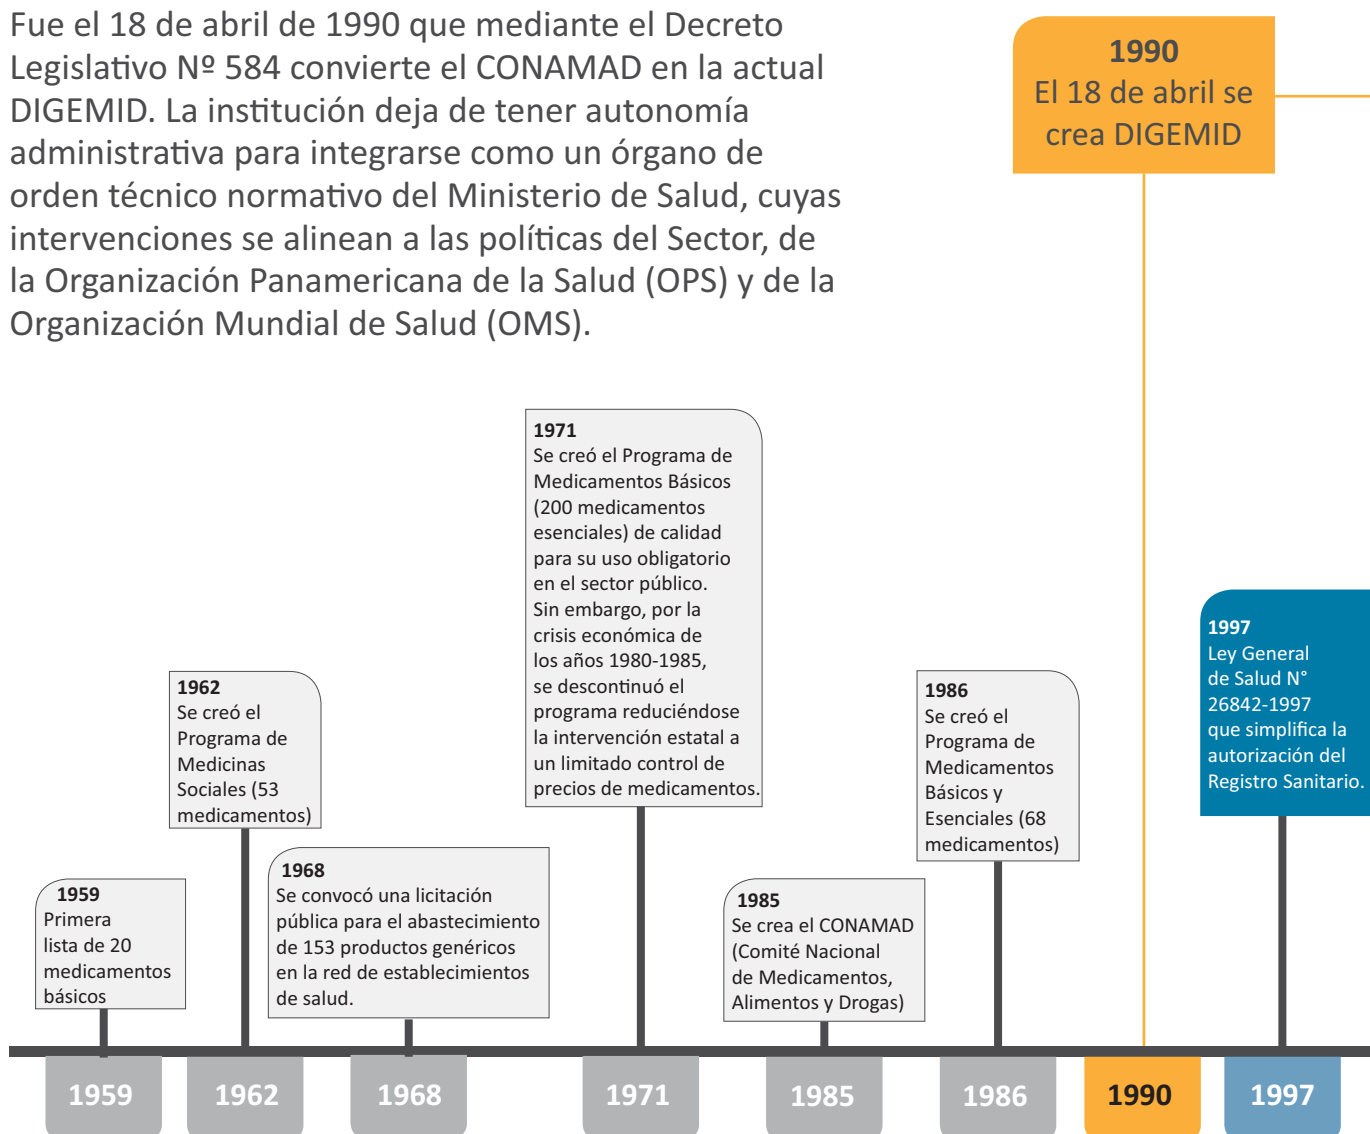 Fue el 18 de abril de 1990 que mediante el Decreto
Legislativo Nº 584 convierte el CONAMAD en la actual
DIGEMID. La institución deja de tener autonomía
administrativa para integrarse como un órgano de
orden técnico normativo del Ministerio de Salud, cuyas
intervenciones se alinean a las políticas del Sector, de
la Organización Panamericana de la Salud (OPS) y de la
Organización Mundial de Salud (OMS).
1990
El 18 de abril se
crea DIGEMID
1959
Primera
lista de 20
medicamentos
básicos
1962
Se creó el
Programa de
Medicinas
Sociales (53
medicamentos)
1968
Se convocó una licitación
pública para el abastecimiento
de 153 productos genéricos
en la red de establecimientos
de salud.
1971
Se creó el Programa de
Medicamentos Básicos
(200 medicamentos
esenciales) de calidad
para su uso obligatorio
en el sector público.
Sin embargo, por la
crisis económica de
los años 1980-1985,
se descontinuó el
programa reduciéndose
la intervención estatal a
un limitado control de
precios de medicamentos.
1985
Se crea el CONAMAD
(Comité Nacional
de Medicamentos,
Alimentos y Drogas)
1986
Se creó el
Programa de
Medicamentos
Básicos y
Esenciales (68
medicamentos)
1997
Ley General
de Salud N°
26842-1997
que simplifica la
autorización del
Registro Sanitario.
1959
1962
1968
1971
1985
1986
1990
1997